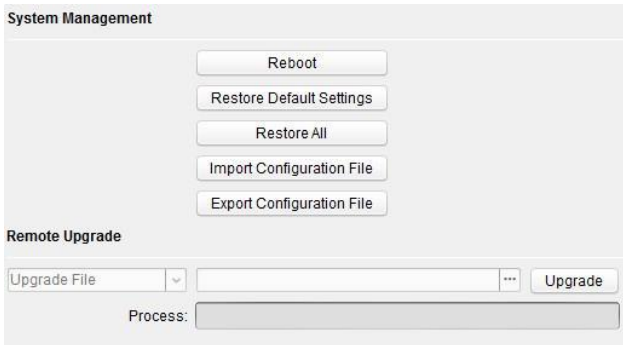 System Management
Reboot
Restore Default Settings
Restore All
Import Configuration File
Export Configuration File
Remote Upgrade
Upgrade File ... Upgrade
Process: